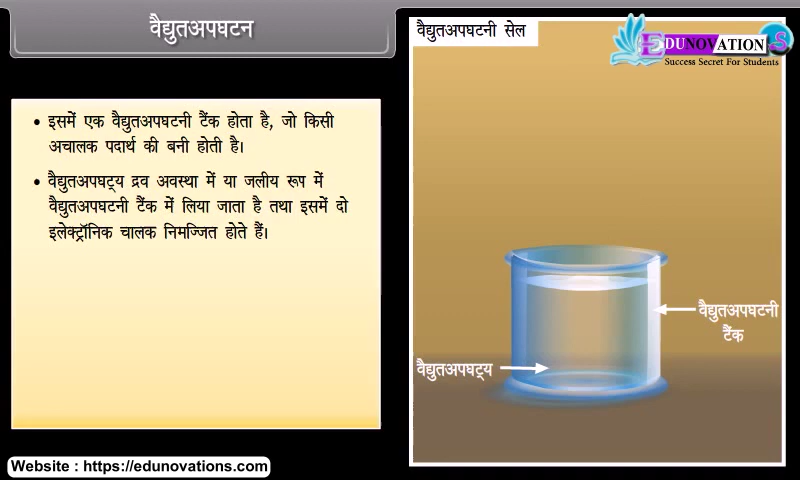 वैद्युतअपघटन
• इसमें एक वैद्युतअपघटनी टैंक होता है, जो किसी
अचालक पदार्थ की बनी होती है।
• वैद्युतअपघट्य द्रव अवस्था में या जलीय रूप में
वैद्युतअपघटनी टैंक में लिया जाता है तथा इसमें दो
इलेक्ट्रॉनिक चालक निमज्जित होते हैं।
वैद्युतअपघटनी सेल
EDUNOVATIONS
Success Secret For Students
वैद्युतअपघटनी
टैंक
वैद्युतअपघट्य
Website : https://edunovations.com